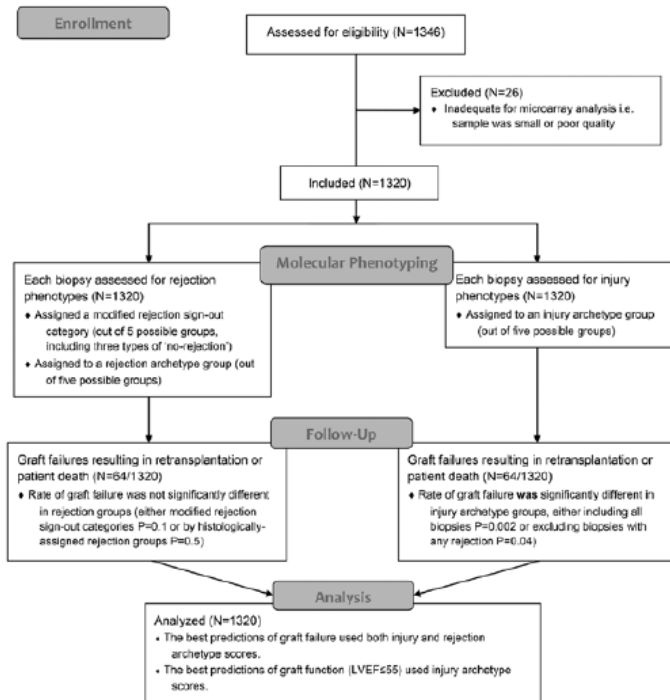 Enrollment
Assessed for eligibility (N=1346)
Excluded (N=26)
♦ Inadequate for microarray analysis i.e.
sample was small or poor quality
Included (N=1320)
Molecular Phenotyping
Each biopsy assessed for rejection
phenotypes (N=1320)
♦ Assigned a modified rejection sign-out
category (out of 5 possible groups,
including three types of 'no-rejection')
♦ Assigned to a rejection archetype group (out
of five possible groups)
Each biopsy assessed for injury
phenotypes (N=1320)
♦ Assigned to an injury archetype group
(out of five possible groups)
Follow-Up
Graft failures resulting in retransplantation or
patient death (N=64/1320)
♦ Rate of graft failure was not significantly different
in rejection groups (either modified rejection
sign-out categories P=0.1 or by histologically-
assigned rejection groups P=0.5)
Graft failures resulting in retransplantation or
patient death (N=64/1320)
♦ Rate of graft failure was significantly different in
injury archetype groups, either including all
biopsies P=0.002 or excluding biopsies with
any rejection P=0.04)
Analysis
Analyzed (N=1320)
• The best predictions of graft failure used both injury and rejection
archetype scores.
• The best predictions of graft function (LVEF≤55) used injury archetype
scores.